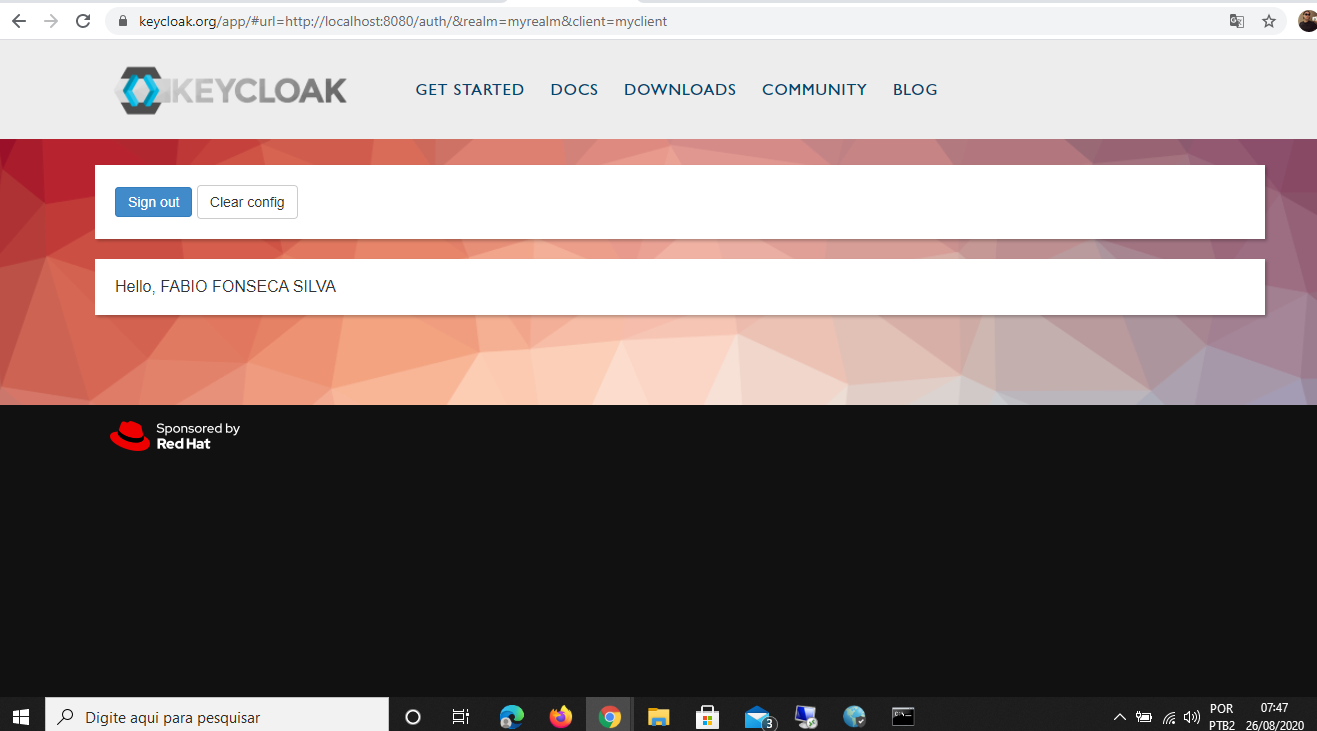 keycloak.org/app/#url=http://localhost:8080/auth/&realm=myrealm&client=myclient
KEYCLOAK
GET STARTED DOCS DOWNLOADS COMMUNITY BLOG
Sign out Clear config
Hello, FABIO FONSECA SILVA
Sponsored by
Red Hat
Digite aqui para pesquisar
3
POR 07:47
PTB2 26/08/2020